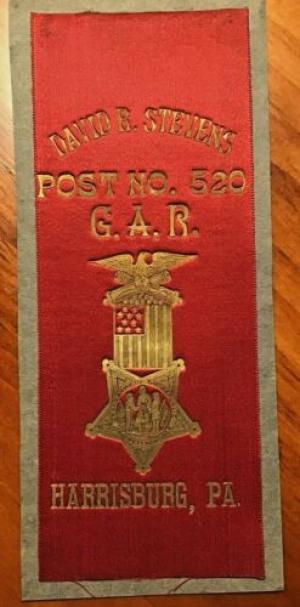 DAVID R. STEVENS
POST NO. 520
G. A. R.
HARRISBURG, PA.